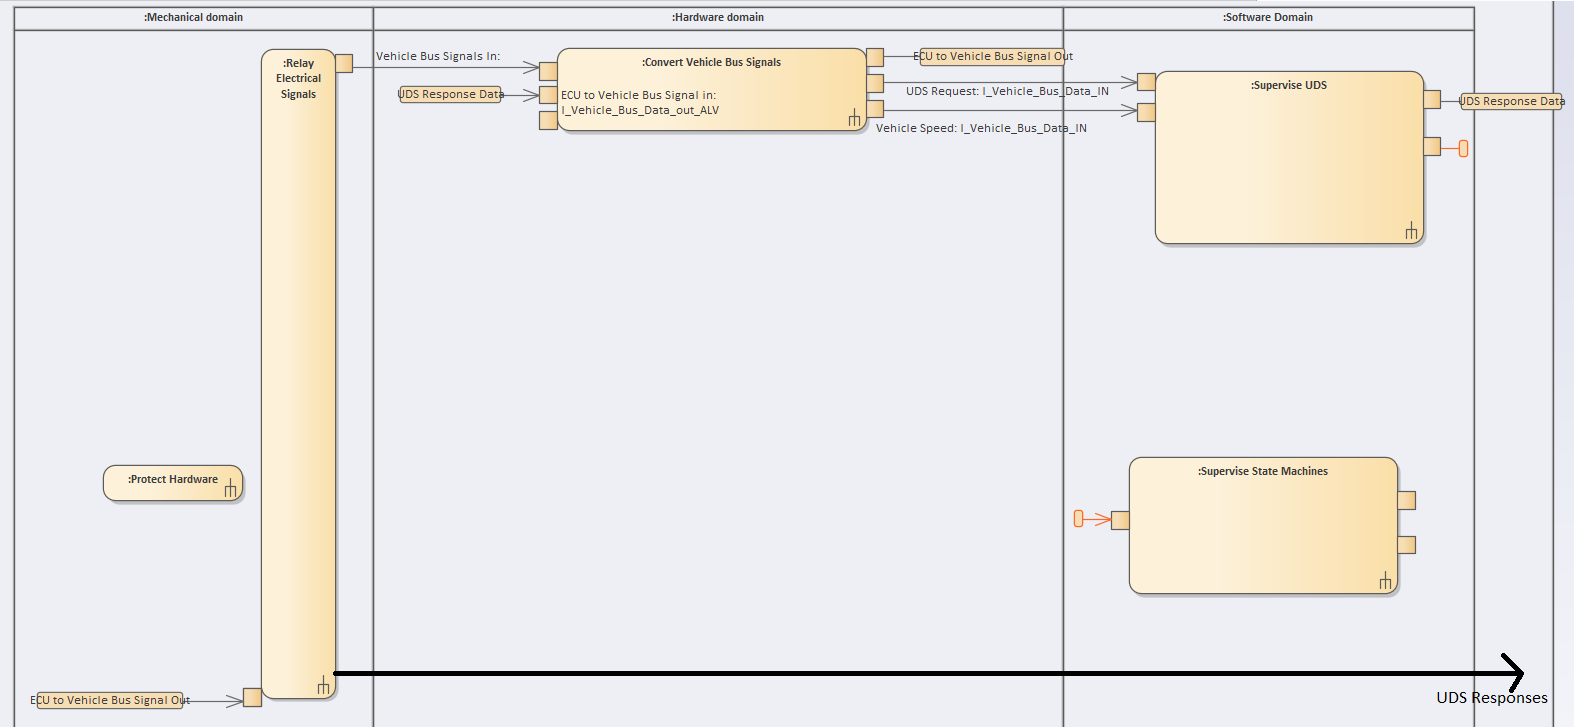 :Mechanical domain
:Hardware domain
:Software Domain
:Relay
Electrical
Signals
Vehicle Bus Signals In:
:Convert Vehicle Bus Signals
ECU to Vehicle Bus Signal Out
UDS Response Data
ECU to Vehicle Bus Signal in:
I_Vehicle_Bus_Data_out_ALV
UDS Request: I_Vehicle_Bus_Data_IN
Vehicle Speed: I_Vehicle_Bus_Data_IN
:Supervise UDS
UDS Response Data
:Protect Hardware
:Supervise State Machines
ECU to Vehicle Bus Signal Out
UDS Responses